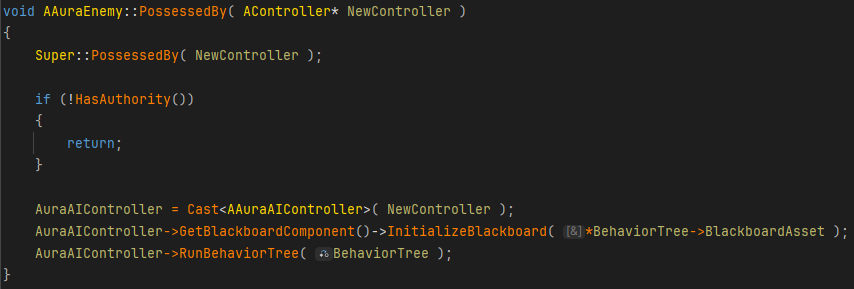 void AAuraEnemy::PossessedBy( AController* NewController )
{
    Super::PossessedBy( NewController );

    if (!HasAuthority())
    {
        return;
    }

    AuraAIController = Cast<AAuraAIController>( NewController );
    AuraAIController->GetBlackboardComponent()->InitializeBlackboard( [&]*BehaviorTree->BlackboardAsset );
    AuraAIController->RunBehaviorTree( BehaviorTree );
}